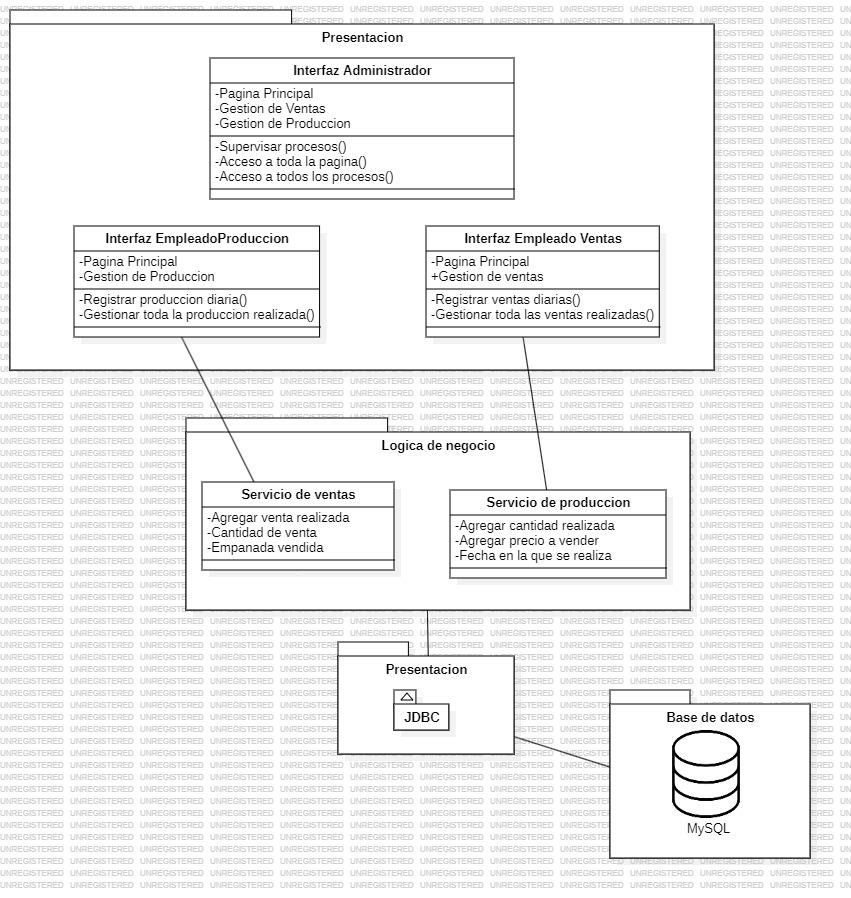 Presentacion
Interfaz Administrador
-Pagina Principal
-Gestion de Ventas
-Gestion de Produccion
-Supervisar procesos()
-Acceso a toda la pagina()
-Acceso a todos los procesos()
Interfaz EmpleadoProduccion
-Pagina Principal
-Gestion de Produccion
-Registrar produccion diaria()
-Gestionar toda la produccion realizada()
Interfaz Empleado Ventas
-Pagina Principal
+Gestion de ventas
-Registrar ventas diarias()
-Gestionar toda las ventas realizadas()
Logica de negocio
Servicio de ventas
-Agregar venta realizada
-Cantidad de venta
-Empanada vendida
Servicio de produccion
-Agregar cantidad realizada
-Agregar precio a vender
-Fecha en la que se realiza
Presentacion
JDBC
Base de datos
MySQL
UNREGISTERED